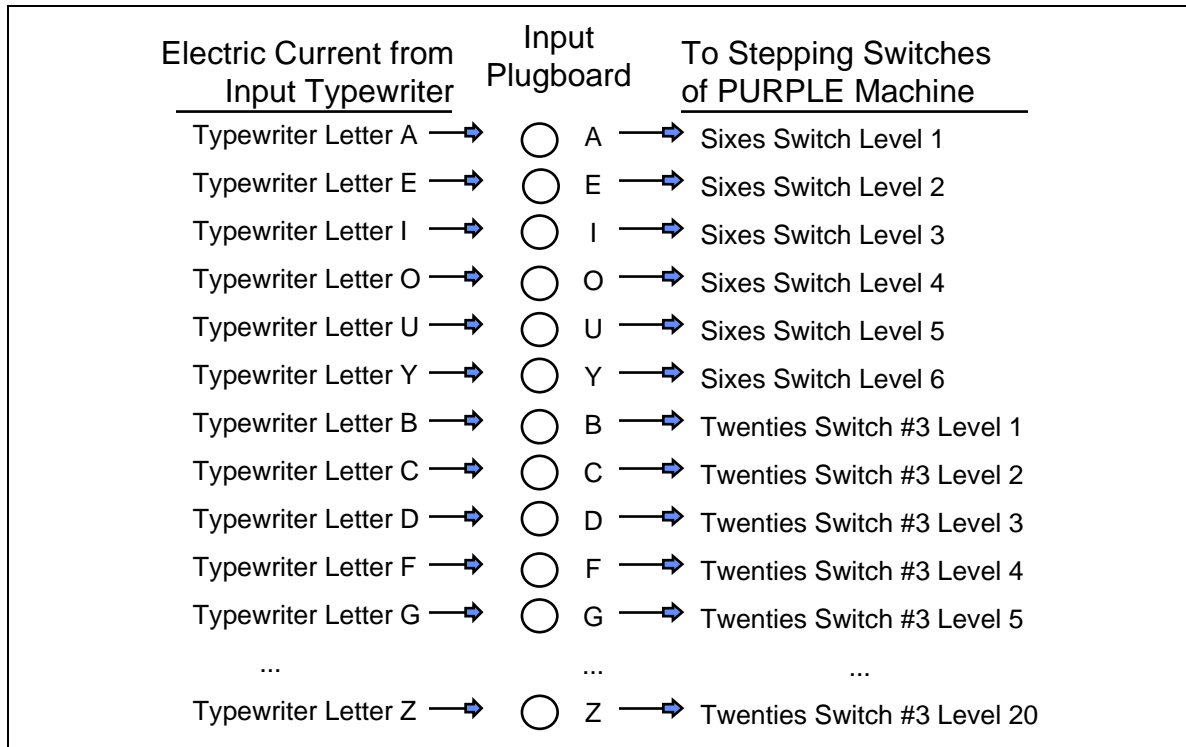 Electric Current from
Input Typewriter
Input
Plugboard
To Stepping Switches
of PURPLE Machine
Typewriter Letter A A Sixes Switch Level 1
Typewriter Letter E E Sixes Switch Level 2
Typewriter Letter I I Sixes Switch Level 3
Typewriter Letter O O Sixes Switch Level 4
Typewriter Letter U U Sixes Switch Level 5
Typewriter Letter Y Y Sixes Switch Level 6
Typewriter Letter B B Twenties Switch #3 Level 1
Typewriter Letter C C Twenties Switch #3 Level 2
Typewriter Letter D D Twenties Switch #3 Level 3
Typewriter Letter F F Twenties Switch #3 Level 4
Typewriter Letter G G Twenties Switch #3 Level 5
... ... ...
Typewriter Letter Z Z Twenties Switch #3 Level 20